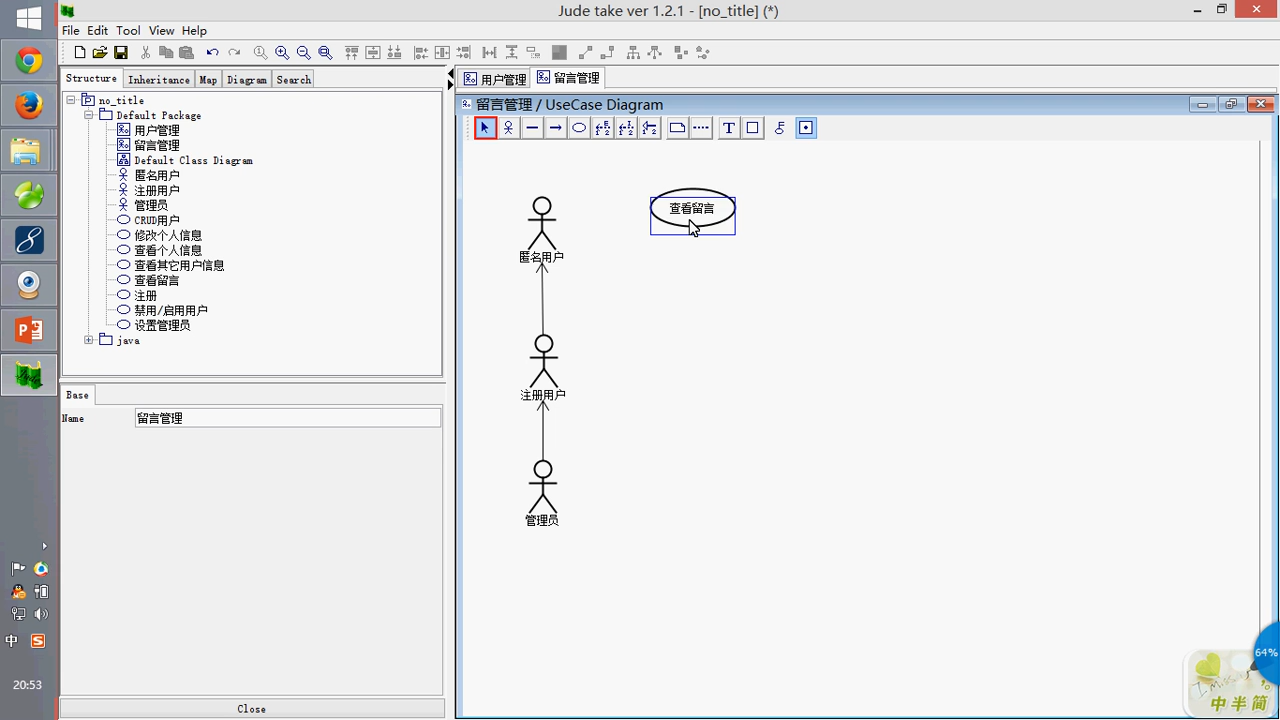 Jude take ver 1.2.1 - [no_title] (*)
File Edit Tool View Help
Structure Inheritance Map Diagram Search
no_title
Default Package
用户管理
留言管理
Default Class Diagram
匿名用户
注册用户
管理员
CRUD用户
修改个人信息
查看个人信息
查看其它用户信息
查看留言
注册
禁用/启用用户
设置管理员
java
Base
Name 留言管理
Close
用户管理 留言管理
留言管理 / UseCase Diagram
T
查看留言
匿名用户
注册用户
管理员
中
20:53
64%
中半简